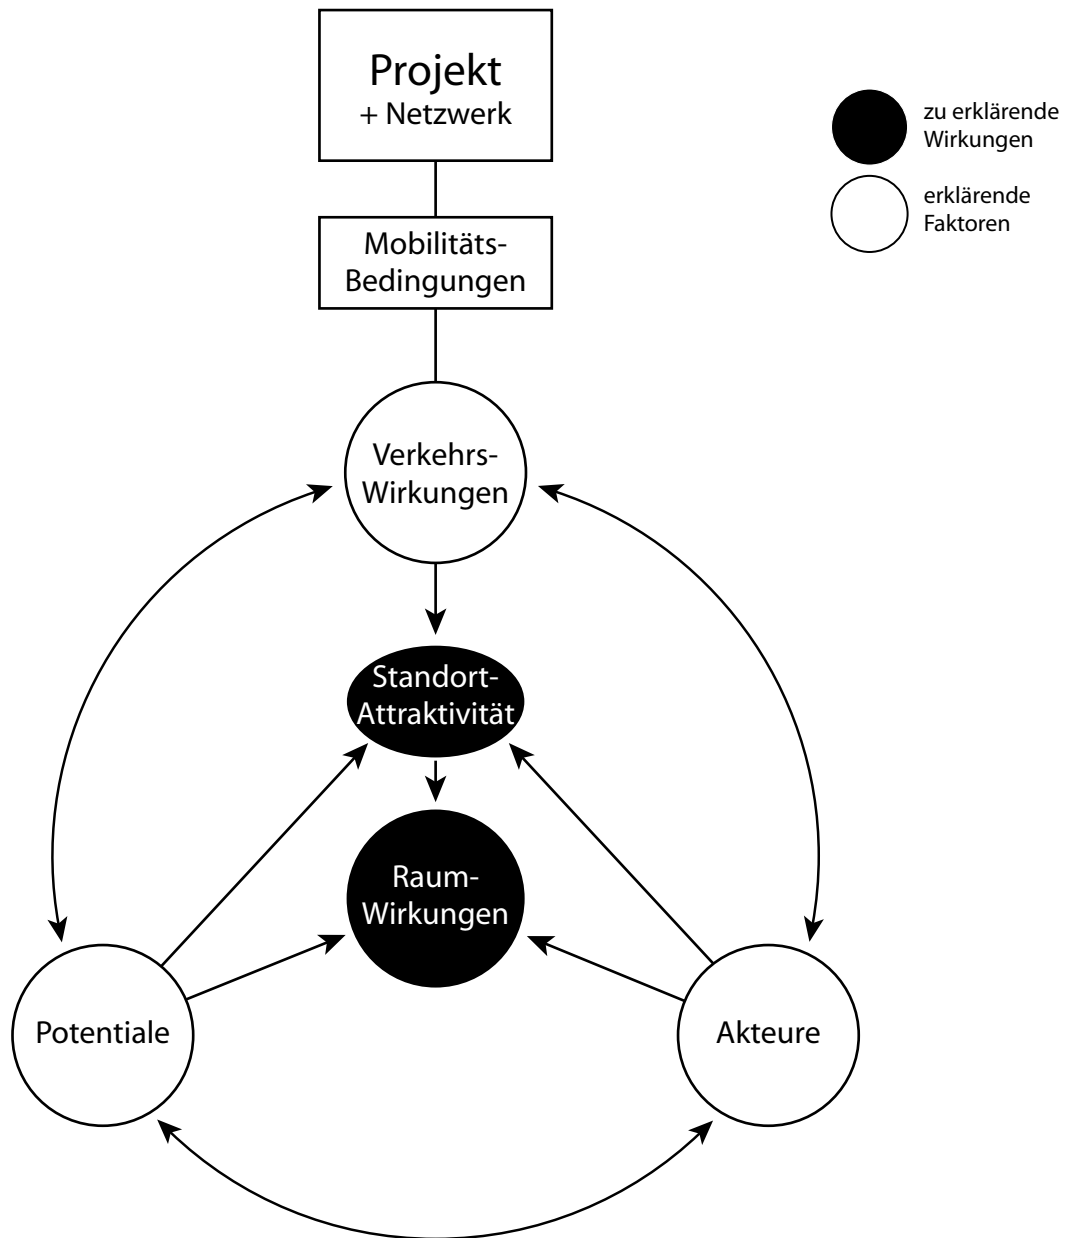 Projekt
+ Netzwerk
zu erklärende
Wirkungen
erklärende
Faktoren
Mobilitäts-
Bedingungen
Verkehrs-
Wirkungen
Standort-
Attraktivität
Raum-
Wirkungen
Potentiale
Akteure